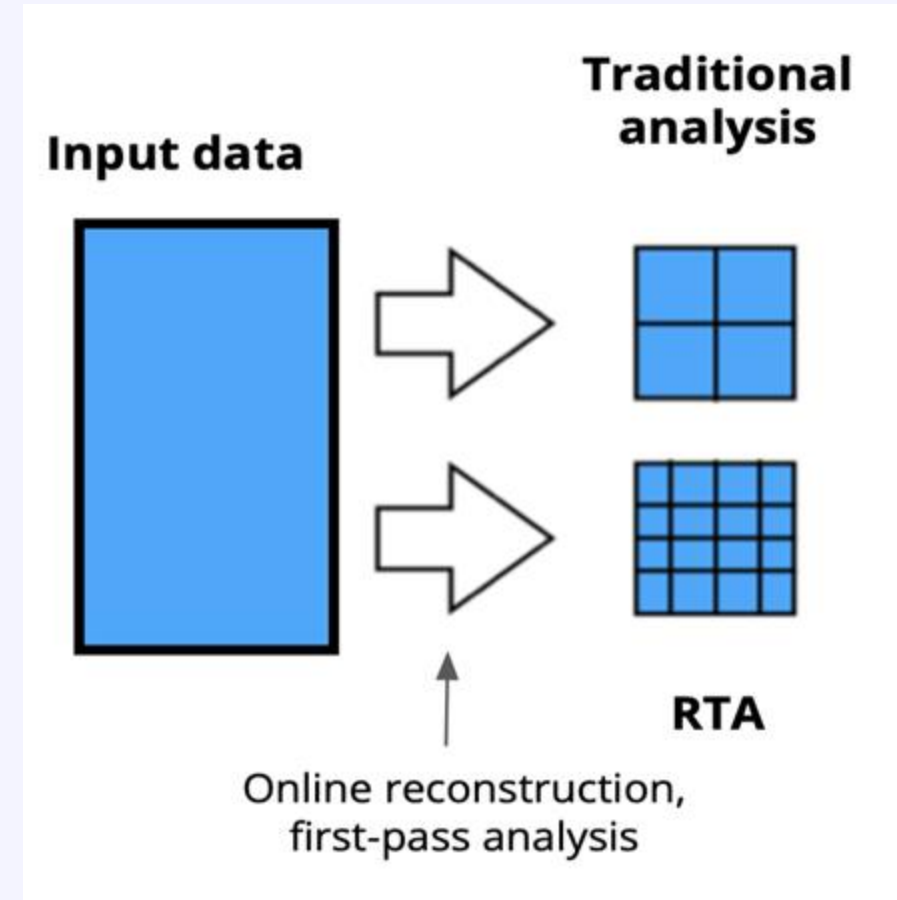 Traditional
analysis
Input data
RTA
Online reconstruction,
first-pass analysis